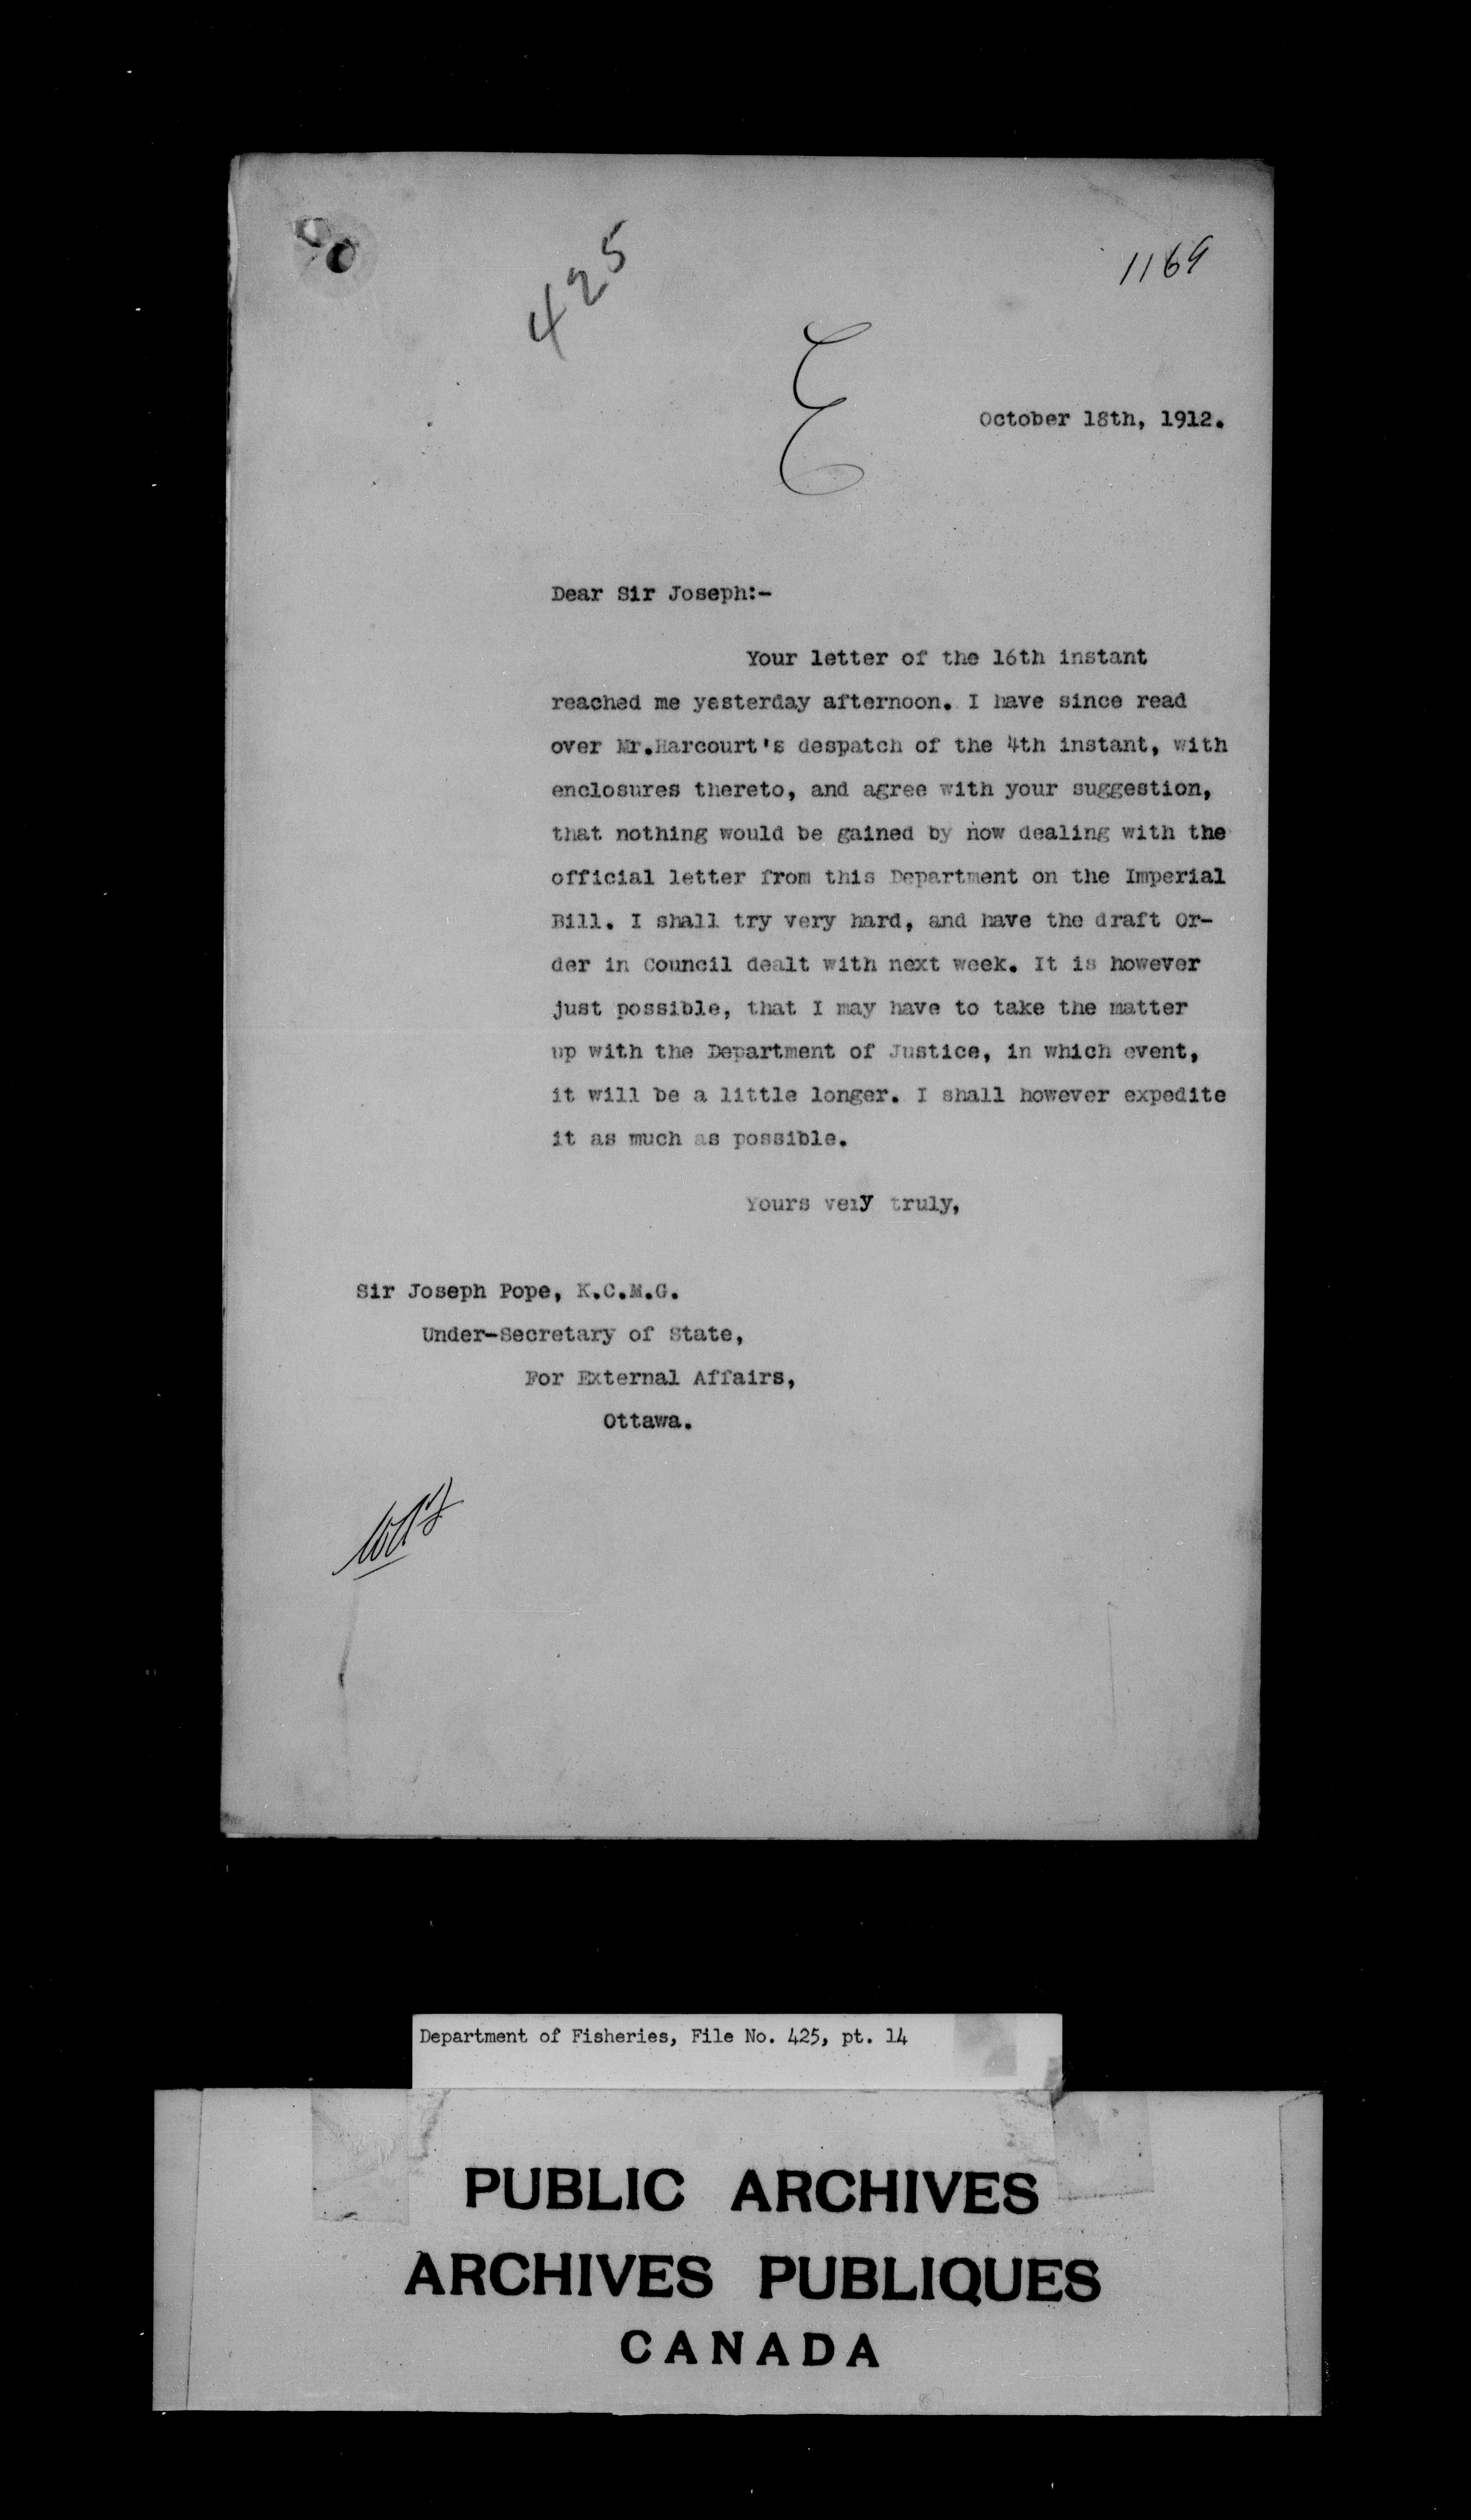 425
1169
E
October 18th, 1912.
Dear Sir Joseph:-
Your letter of the 16th instant
reached me yesterday afternoon. I have since read
over Mr.Harcourt's despatch of the 4th instant, with
enclosures thereto, and agree with your suggestion,
that nothing would be gained by now dealing with the
official letter from this Department on the Imperial
Bill. I shall try very hard, and have the draft Or-
der in Council dealt with next week. It is however
just possible, that I may have to take the matter
up with the Department of Justice, in which event,
it will be a little longer. I shall however expedite
it as much as possible.
Yours very truly,
Sir Joseph Pope, K.C.M.G.
Under-Secretary of State,
For External Affairs,
Ottawa.
Department of Fisheries, File No. 425, pt. 14
PUBLIC ARCHIVES
ARCHIVES PUBLIQUES
CANADA